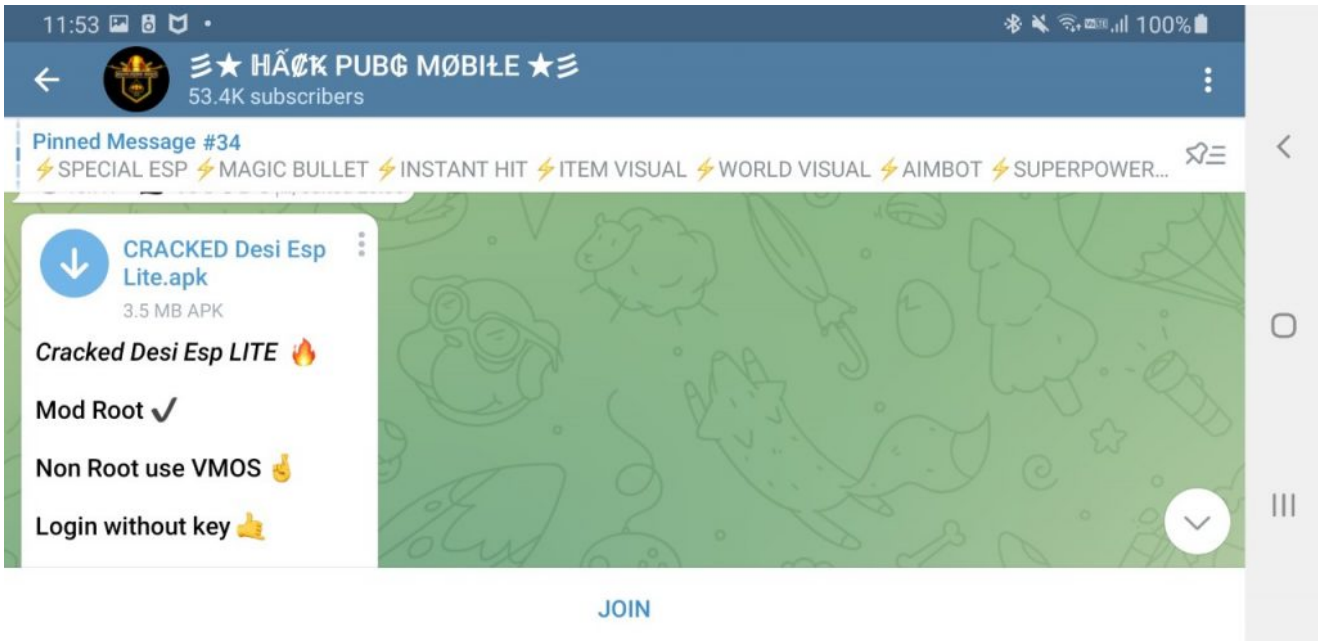 11:53
100%
彡★ ℍẤ₡𝕂 PUB𝔾 MØBIŁE ★彡
53.4K subscribers
Pinned Message #34
⚡SPECIAL ESP ⚡MAGIC BULLET ⚡INSTANT HIT ⚡ITEM VISUAL ⚡WORLD VISUAL ⚡AIMBOT ⚡SUPERPOWER...
CRACKED Desi Esp
Lite.apk
3.5 MB APK
Cracked Desi Esp LITE 🔥
Mod Root ✔
Non Root use VMOS 🤞
Login without key 🤙
JOIN